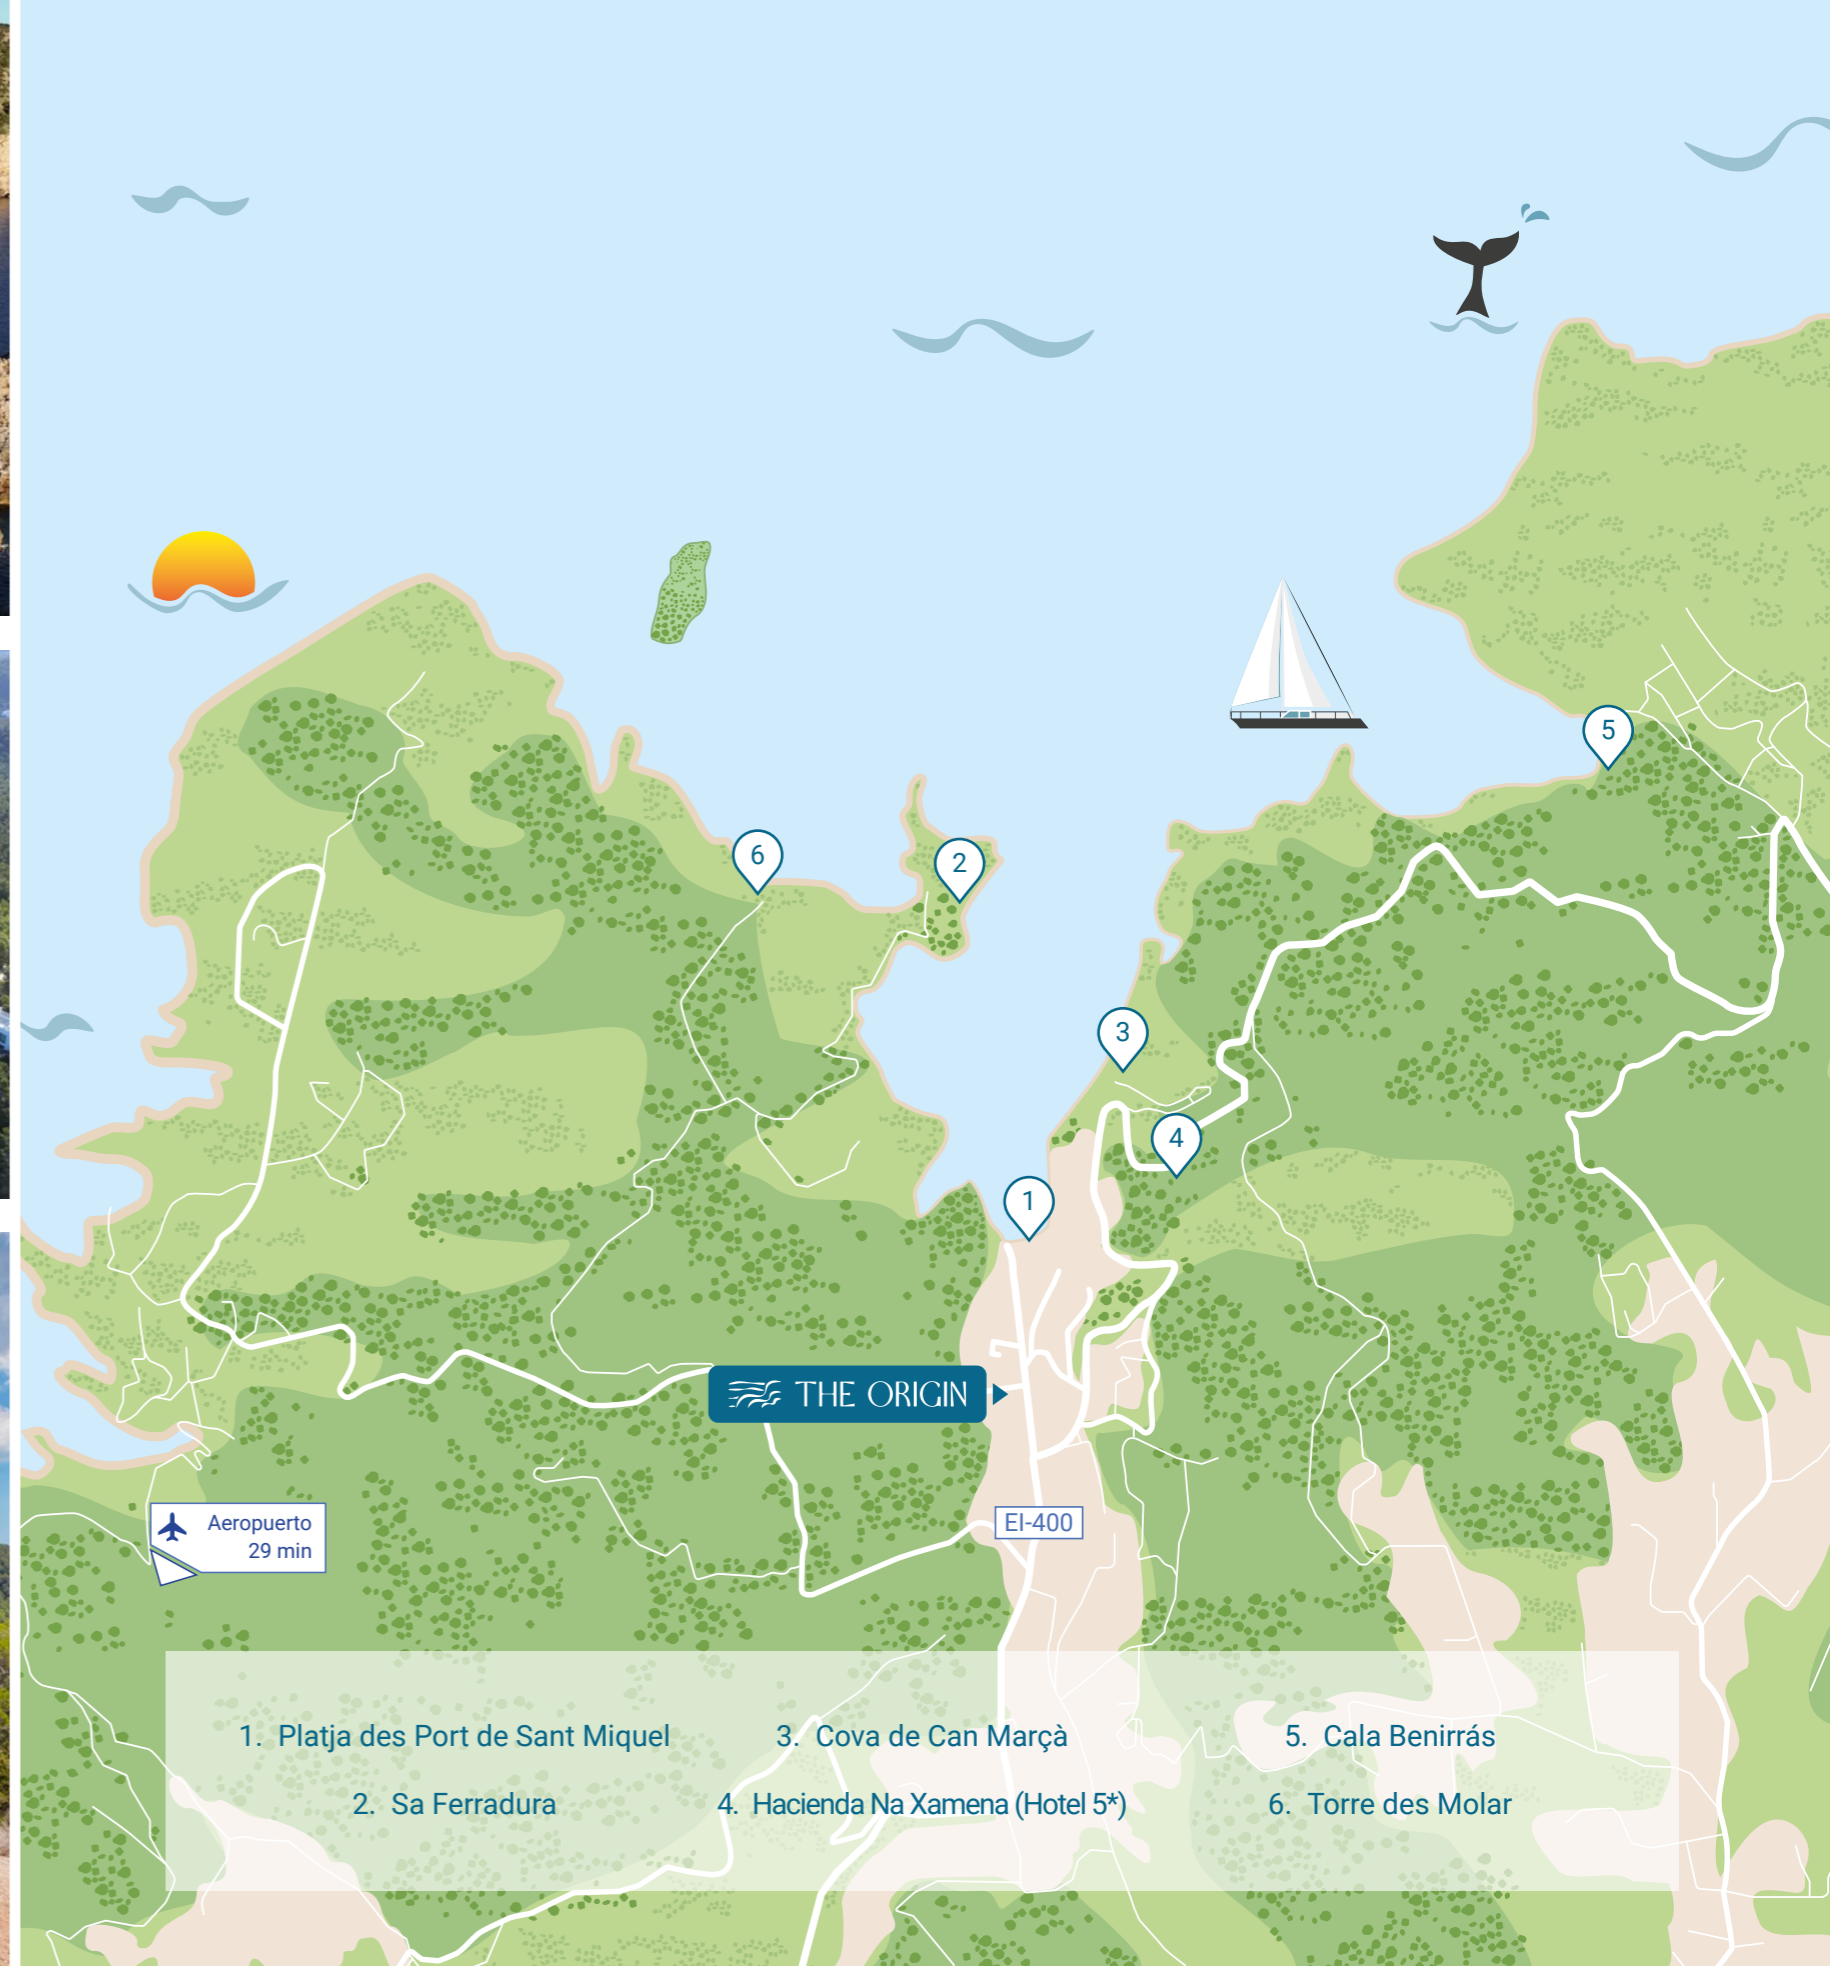 5
6
2
3
4
1
THE ORIGIN
EI-400
Aeropuerto
29 min
1. Platja des Port de Sant Miquel
2. Sa Ferradura
3. Cova de Can Marçà
4. Hacienda Na Xamena (Hotel 5*)
5. Cala Benirrás
6. Torre des Molar